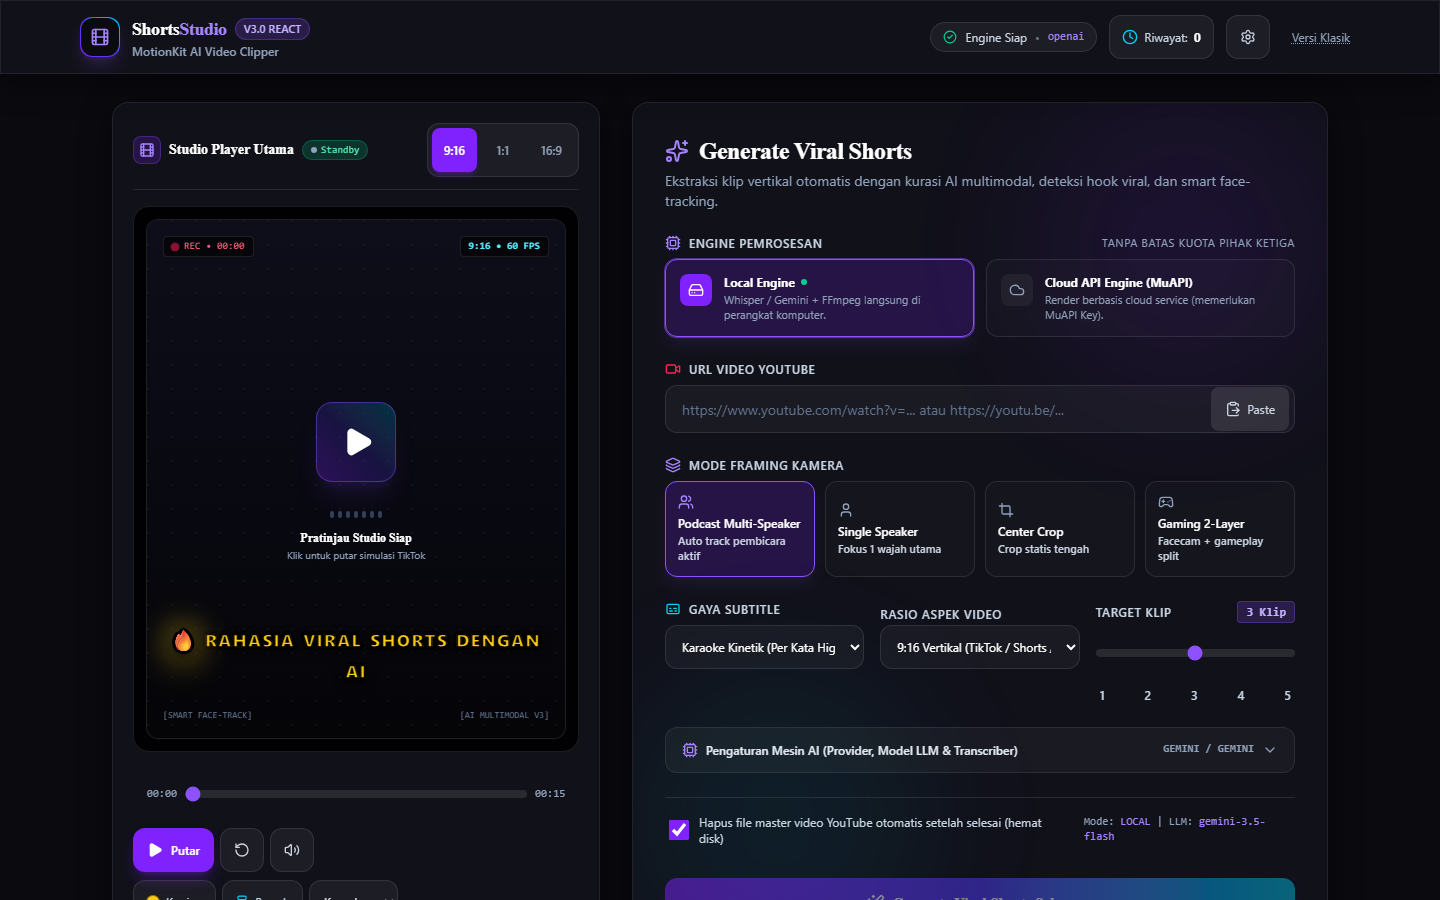 ShortsStudio V3.0 REACT
MotionKit AI Video Clipper
Engine Siap • openai
Riwayat: 0
Versi Klasik
Studio Player Utama
Standby
9:16
1:1
16:9
REC • 00:00
9:16 • 60 FPS
Pratinjau Studio Siap
Klik untuk putar simulasi TikTok
🔥 RAHASIA VIRAL SHORTS DENGAN
AI
[SMART FACE-TRACK]
[AI MULTIMODAL V3]
00:00
00:15
Putar
Generate Viral Shorts
Ekstraksi klip vertikal otomatis dengan kurasi AI multimodal, deteksi hook viral, dan smart face-
tracking.
ENGINE PEMROSESAN
TANPA BATAS KUOTA PIHAK KETIGA
Local Engine
Whisper / Gemini + FFmpeg langsung di
perangkat komputer.
Cloud API Engine (MuAPI)
Render berbasis cloud service (memerlukan
MuAPI Key).
URL VIDEO YOUTUBE
https://www.youtube.com/watch?v=... atau https://youtu.be/...
Paste
MODE FRAMING KAMERA
Podcast Multi-Speaker
Auto track pembicara
aktif
Single Speaker
Fokus 1 wajah utama
Center Crop
Crop statis tengah
Gaming 2-Layer
Facecam + gameplay
split
GAYA SUBTITLE
Karaoke Kinetik (Per Kata Hig
RASIO ASPEK VIDEO
9:16 Vertikal (TikTok / Shorts /
TARGET KLIP
3 Klip
1 2 3 4 5
Pengaturan Mesin AI (Provider, Model LLM & Transcriber)
GEMINI / GEMINI
Hapus file master video YouTube otomatis setelah selesai (hemat
disk)
Mode: LOCAL | LLM: gemini-3.5-
flash